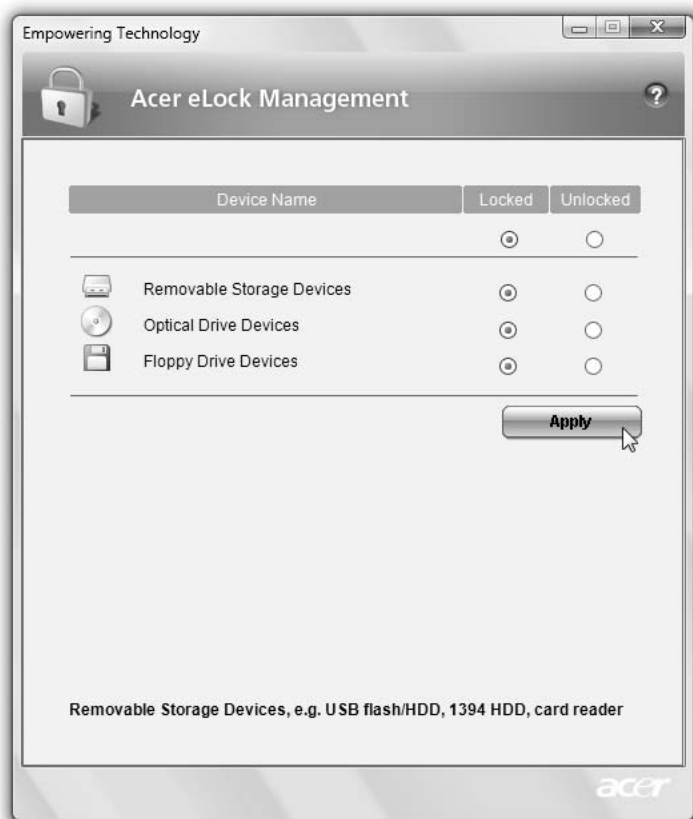 Empowering Technology
Acer eLock Management
?
Device Name Locked Unlocked
Removable Storage Devices
Optical Drive Devices
Floppy Drive Devices
Apply
Removable Storage Devices, e.g. USB flash/HDD, 1394 HDD, card reader
acer